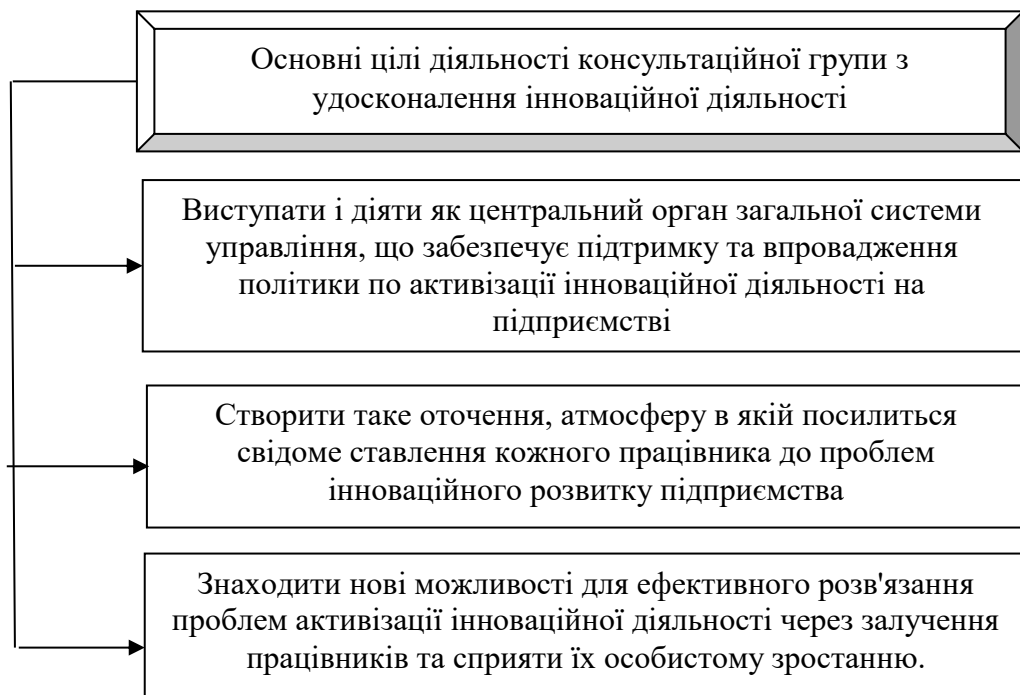 Основні цілі діяльності консультаційної групи з
удосконалення інноваційної діяльності
Виступати і діяти як центральний орган загальної системи
управління, що забезпечує підтримку та впровадження
політики по активізації інноваційної діяльності на
підприємстві
Створити таке оточення, атмосферу в якій посилиться
свідоме ставлення кожного працівника до проблем
інноваційного розвитку підприємства
Знаходити нові можливості для ефективного розв'язання
проблем активізації інноваційної діяльності через залучення
працівників та сприяти їх особистому зростанню.